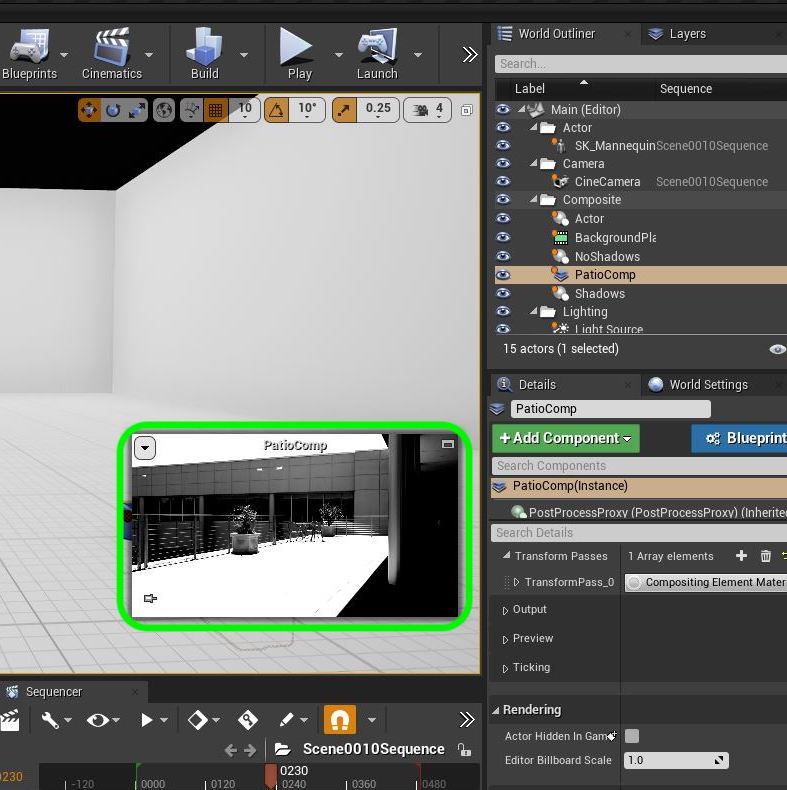 Blueprints
Cinematics
Build
Play
Launch
World Outliner
Layers
Search...
Label
Sequence
10
10°
0.25
4
Main (Editor)
Actor
SK_Mannequin
Scene0010Sequence
Camera
CineCamera
Scene0010Sequence
Composite
Actor
BackgroundPla
NoShadows
PatioComp
Shadows
Lighting
Light Source
15 actors (1 selected)
Details
World Settings
PatioComp
+Add Component
Blueprint
Search Components
PatioComp(Instance)
PostProcessProxy (PostProcessProxy) (Inherite
Search Details
Transform Passes
1 Array elements
TransformPass_0
Compositing Element Mater
Output
Preview
Ticking
Rendering
Actor Hidden In Game
Editor Billboard Scale
1.0
PatioComp
Sequencer
Scene0010Sequence
0230
0230
-120
0000
0120
0240
0360
0480